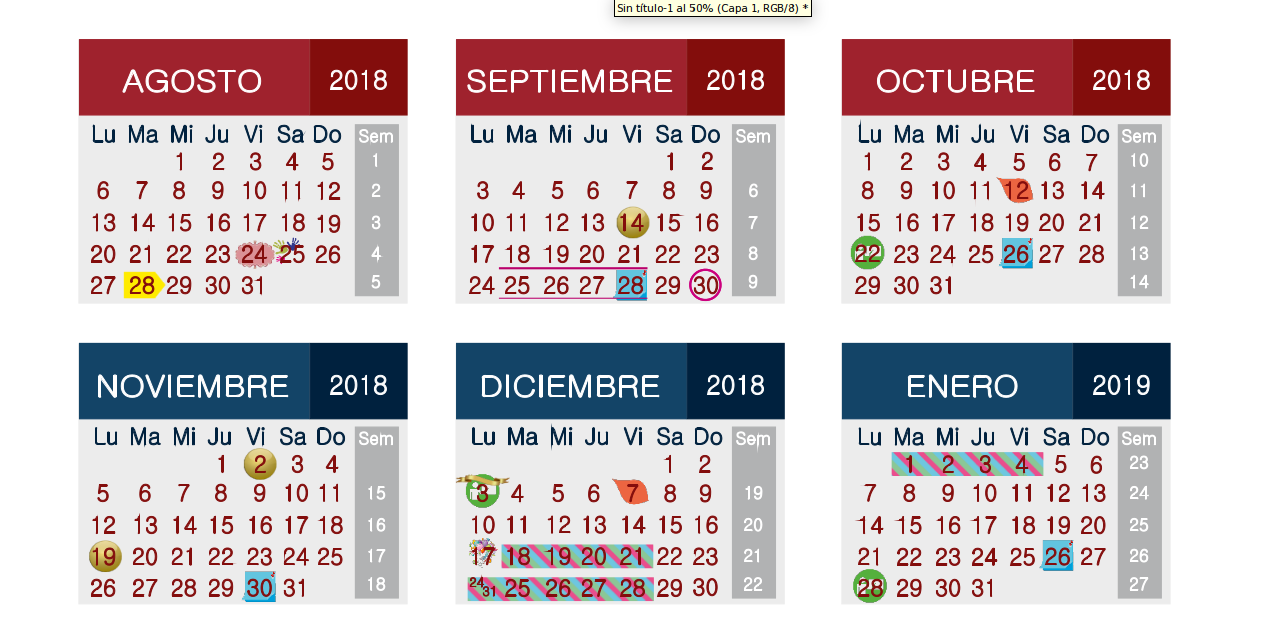 Sin título-1 al 50% (Capa 1, RGB/8) *
AGOSTO 2018
Lu Ma Mi Ju Vi Sa Do Sem
1 2 3 4 5 1
6 7 8 9 10 11 12 2
13 14 15 16 17 18 19 3
20 21 22 23 24 25 26 4
27 28 29 30 31 5
SEPTIEMBRE 2018
Lu Ma Mi Ju Vi Sa Do Sem
1 2
3 4 5 6 7 8 9 6
10 11 12 13 14 15 16 7
17 18 19 20 21 22 23 8
24 25 26 27 28 29 30 9
OCTUBRE 2018
Lu Ma Mi Ju Vi Sa Do Sem
1 2 3 4 5 6 7 10
8 9 10 11 12 13 14 11
15 16 17 18 19 20 21 12
22 23 24 25 26 27 28 13
29 30 31 14
NOVIEMBRE 2018
Lu Ma Mi Ju Vi Sa Do Sem
1 2 3 4
5 6 7 8 9 10 11 15
12 13 14 15 16 17 18 16
19 20 21 22 23 24 25 17
26 27 28 29 30 31 18
DICIEMBRE 2018
Lu Ma Mi Ju Vi Sa Do Sem
1 2
3 4 5 6 7 8 9 19
10 11 12 13 14 15 16 20
17 18 19 20 21 22 23 21
24 31 25 26 27 28 29 30 22
ENERO 2019
Lu Ma Mi Ju Vi Sa Do Sem
1 2 3 4 5 6 23
7 8 9 10 11 12 13 24
14 15 16 17 18 19 20 25
21 22 23 24 25 26 27 26
28 29 30 31 27